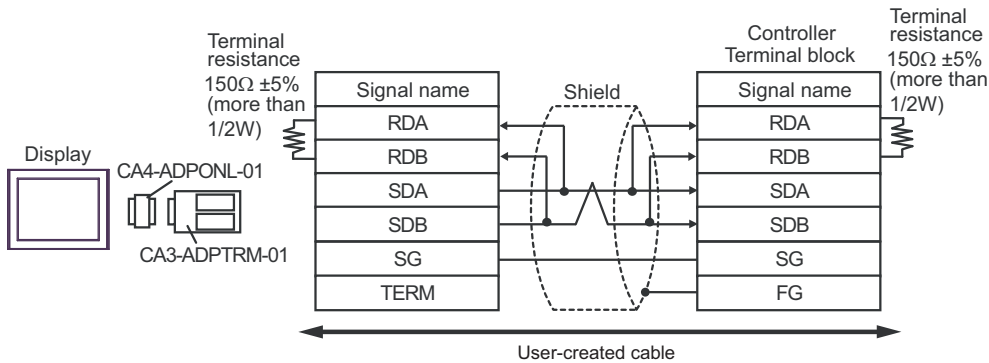 Terminal
resistance
150Ω ±5%
(more than
1/2W)
Controller
Terminal block
Terminal
resistance
150Ω ±5%
(more than
1/2W)
Signal name
Shield
Signal name
RDA
RDA
RDB
RDB
Display
CA4-ADPONL-01
SDA
SDA
SDB
SDB
CA3-ADPTRM-01
SG
SG
TERM
FG
User-created cable